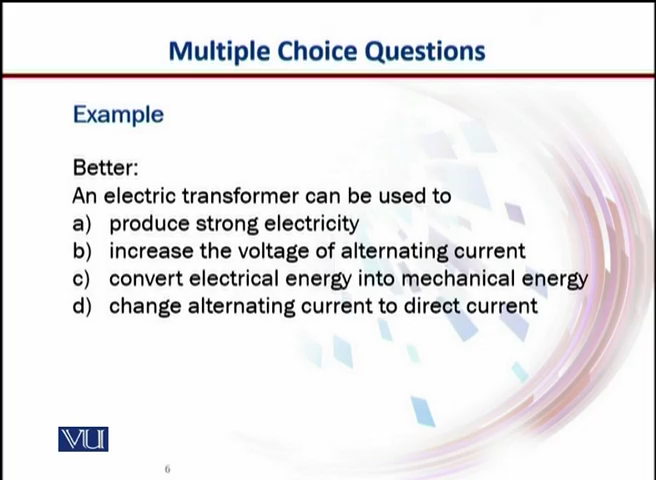 Multiple Choice Questions
Example
Better:
An electric transformer can be used to
a) produce strong electricity
b) increase the voltage of alternating current
c) convert electrical energy into mechanical energy
d) change alternating current to direct current
VU
6